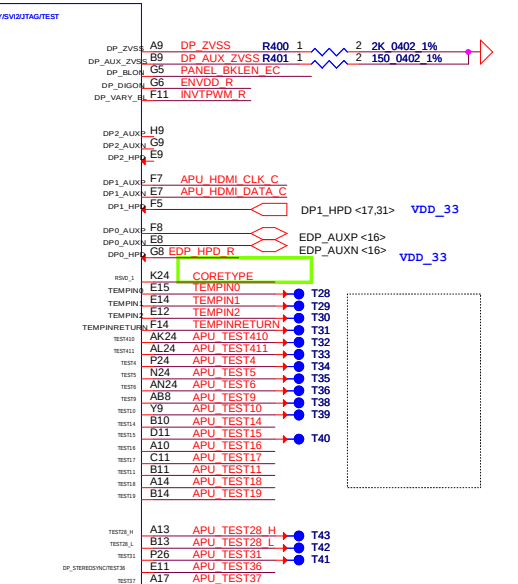 Y/SVI2/JTAG/TEST
DP_ZVSS A9 DP_ZVSS R400 1 2 2K_0402_1%
DP_AUX_ZVSS B9 DP_AUX_ZVSS R401 1 2 150_0402_1%
DP_BLON G5 PANEL_BKLEN_EC
DP_DIGON G6 ENVDD_R
DP_VARY_BL F11 INVTPWM_R
DP2_AUXP H9
DP2_AUXN G9
DP2_HPD E9
DP1_AUXP F7 APU_HDMI_CLK_C
DP1_AUXN E7 APU_HDMI_DATA_C
DP1_HPD F5 DP1_HPD <17,31> VDD_33
DP0_AUXP F8 EDP_AUXP <16>
DP0_AUXN E8 EDP_AUXN <16>
DP0_HPD G8 EDP_HPD_R VDD_33
RSVD_1 K24 CORETYPE
TEMPIN0 E15 TEMPIN0 T28
TEMPIN1 E14 TEMPIN1 T29
TEMPIN2 E12 TEMPIN2 T30
TEMPINRETURN F14 TEMPINRETURN T31
TEST410 AK24 APU_TEST410 T32
TEST411 AL24 APU_TEST411 T33
TEST4 P24 APU_TEST4 T34
TEST5 N24 APU_TEST5 T35
TEST6 AN24 APU_TEST6 T36
TEST9 AB8 APU_TEST9 T38
TEST10 Y9 APU_TEST10 T39
TEST14 B10 APU_TEST14
TEST15 D11 APU_TEST15 T40
TEST16 A10 APU_TEST16
TEST17 C11 APU_TEST17
TEST11 B11 APU_TEST11
TEST18 A14 APU_TEST18
TEST19 B14 APU_TEST19
TEST28_H A13 APU_TEST28_H T43
TEST28_L B13 APU_TEST28_L T42
TEST31 P26 APU_TEST31 T41
DP_STEREOSYNC/TEST36 E11 APU_TEST36
TEST37 A17 APU_TEST37